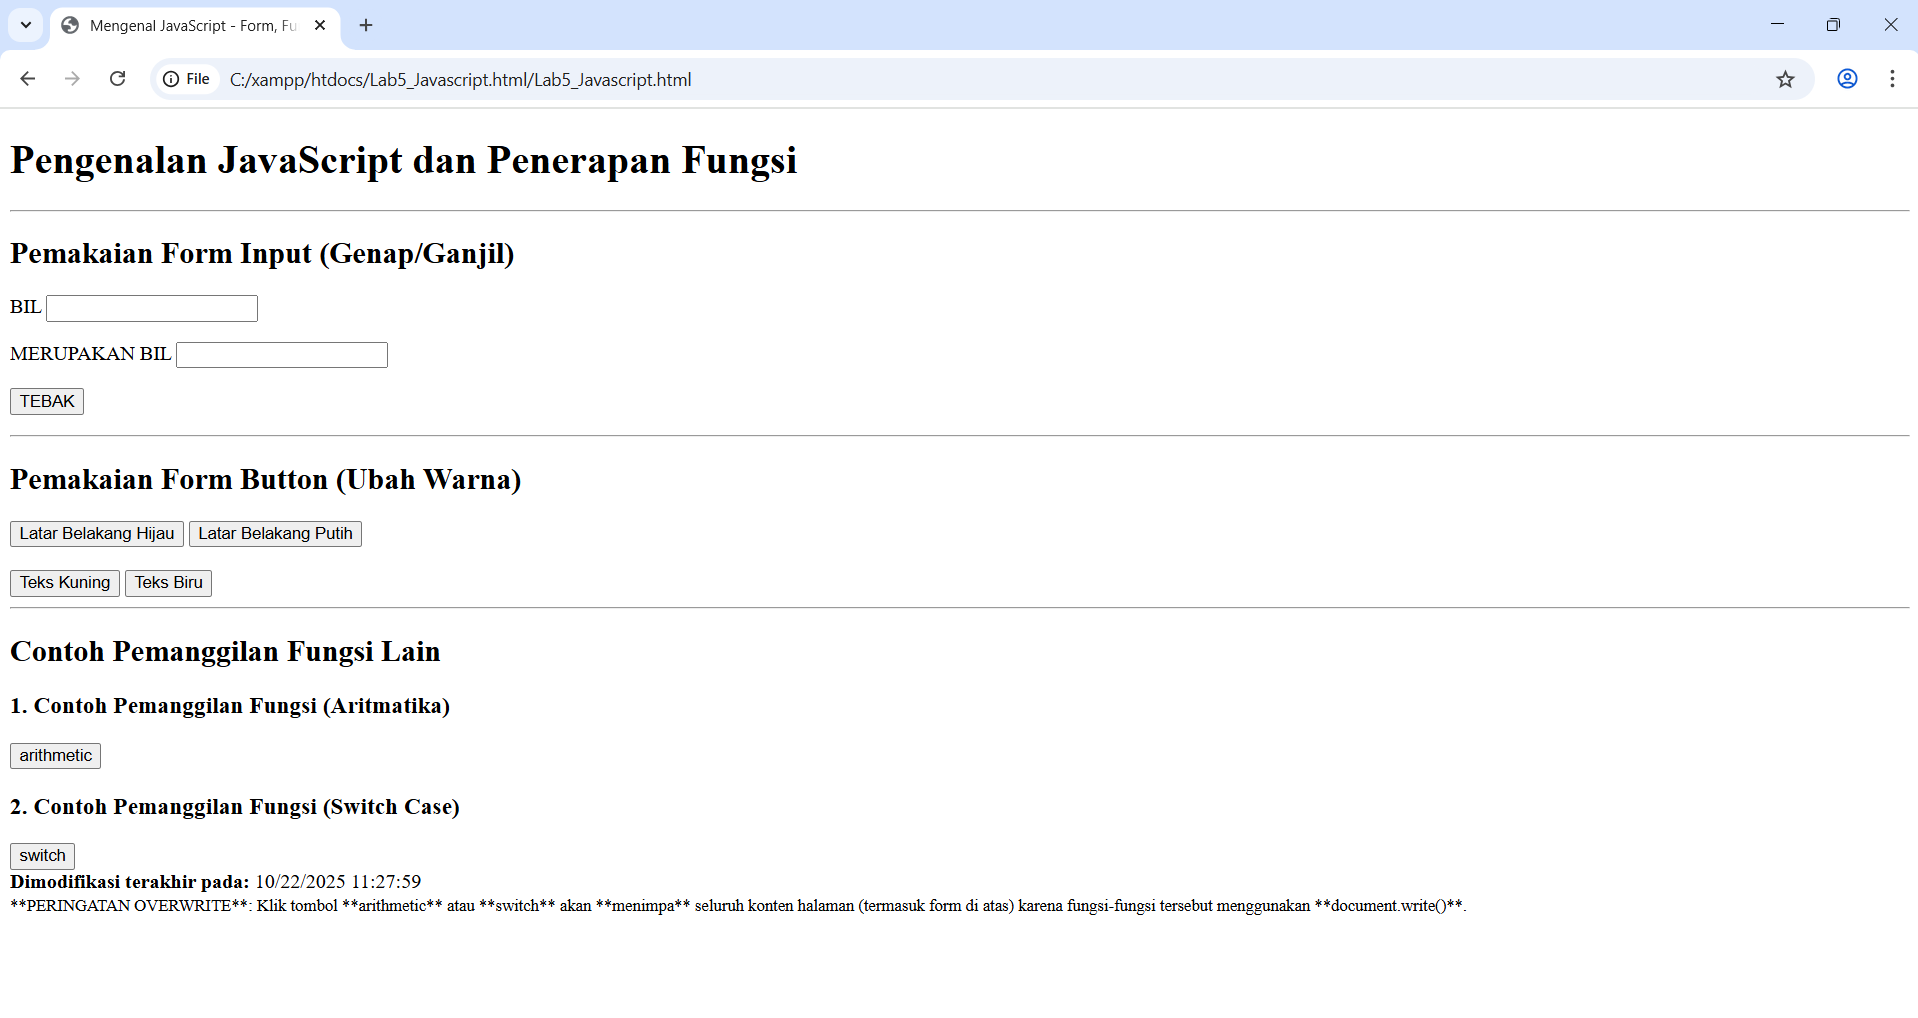 Mengenal JavaScript - Form, Fu
File
C:/xampp/htdocs/Lab5_Javascript.html/Lab5_Javascript.html
Pengenalan JavaScript dan Penerapan Fungsi
Pemakaian Form Input (Genap/Ganjil)
BIL
MERUPAKAN BIL
TEBAK
Pemakaian Form Button (Ubah Warna)
Latar Belakang Hijau Latar Belakang Putih
Teks Kuning Teks Biru
Contoh Pemanggilan Fungsi Lain
1. Contoh Pemanggilan Fungsi (Aritmatika)
arithmetic
2. Contoh Pemanggilan Fungsi (Switch Case)
switch
Dimodifikasi terakhir pada: 10/22/2025 11:27:59
**PERINGATAN OVERWRITE**: Klik tombol **arithmetic** atau **switch** akan **menimpa** seluruh konten halaman (termasuk form di atas) karena fungsi-fungsi tersebut menggunakan **document.write()**.